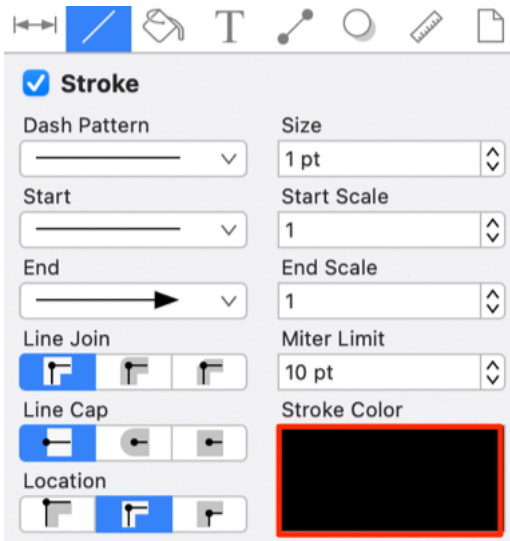 T
Stroke
Dash Pattern
Size
1 pt
Start
Start Scale
1
End
End Scale
1
Line Join
Miter Limit
10 pt
Line Cap
Stroke Color
Location